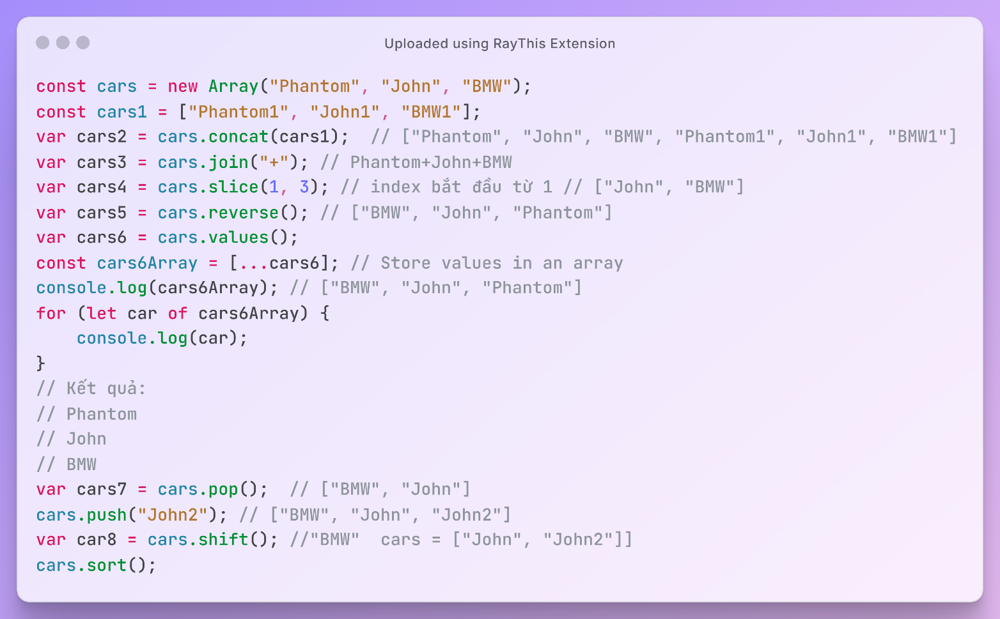 Uploaded using RayThis Extension
const cars = new Array("Phantom", "John", "BMW");
const cars1 = ["Phantom1", "John1", "BMW1"];
var cars2 = cars.concat(cars1);  // ["Phantom", "John", "BMW", "Phantom1", "John1", "BMW1"]
var cars3 = cars.join("+"); // Phantom+John+BMW
var cars4 = cars.slice(1, 3); // index bắt đầu từ 1 // ["John", "BMW"]
var cars5 = cars.reverse(); // ["BMW", "John", "Phantom"]
var cars6 = cars.values();
const cars6Array = [...cars6]; // Store values in an array
console.log(cars6Array); // ["BMW", "John", "Phantom"]
for (let car of cars6Array) {
    console.log(car);
}
// Kết quả:
// Phantom
// John
// BMW
var cars7 = cars.pop();  // ["BMW", "John"]
cars.push("John2"); // ["BMW", "John", "John2"]
var car8 = cars.shift(); //"BMW"  cars = ["John", "John2"]]
cars.sort();